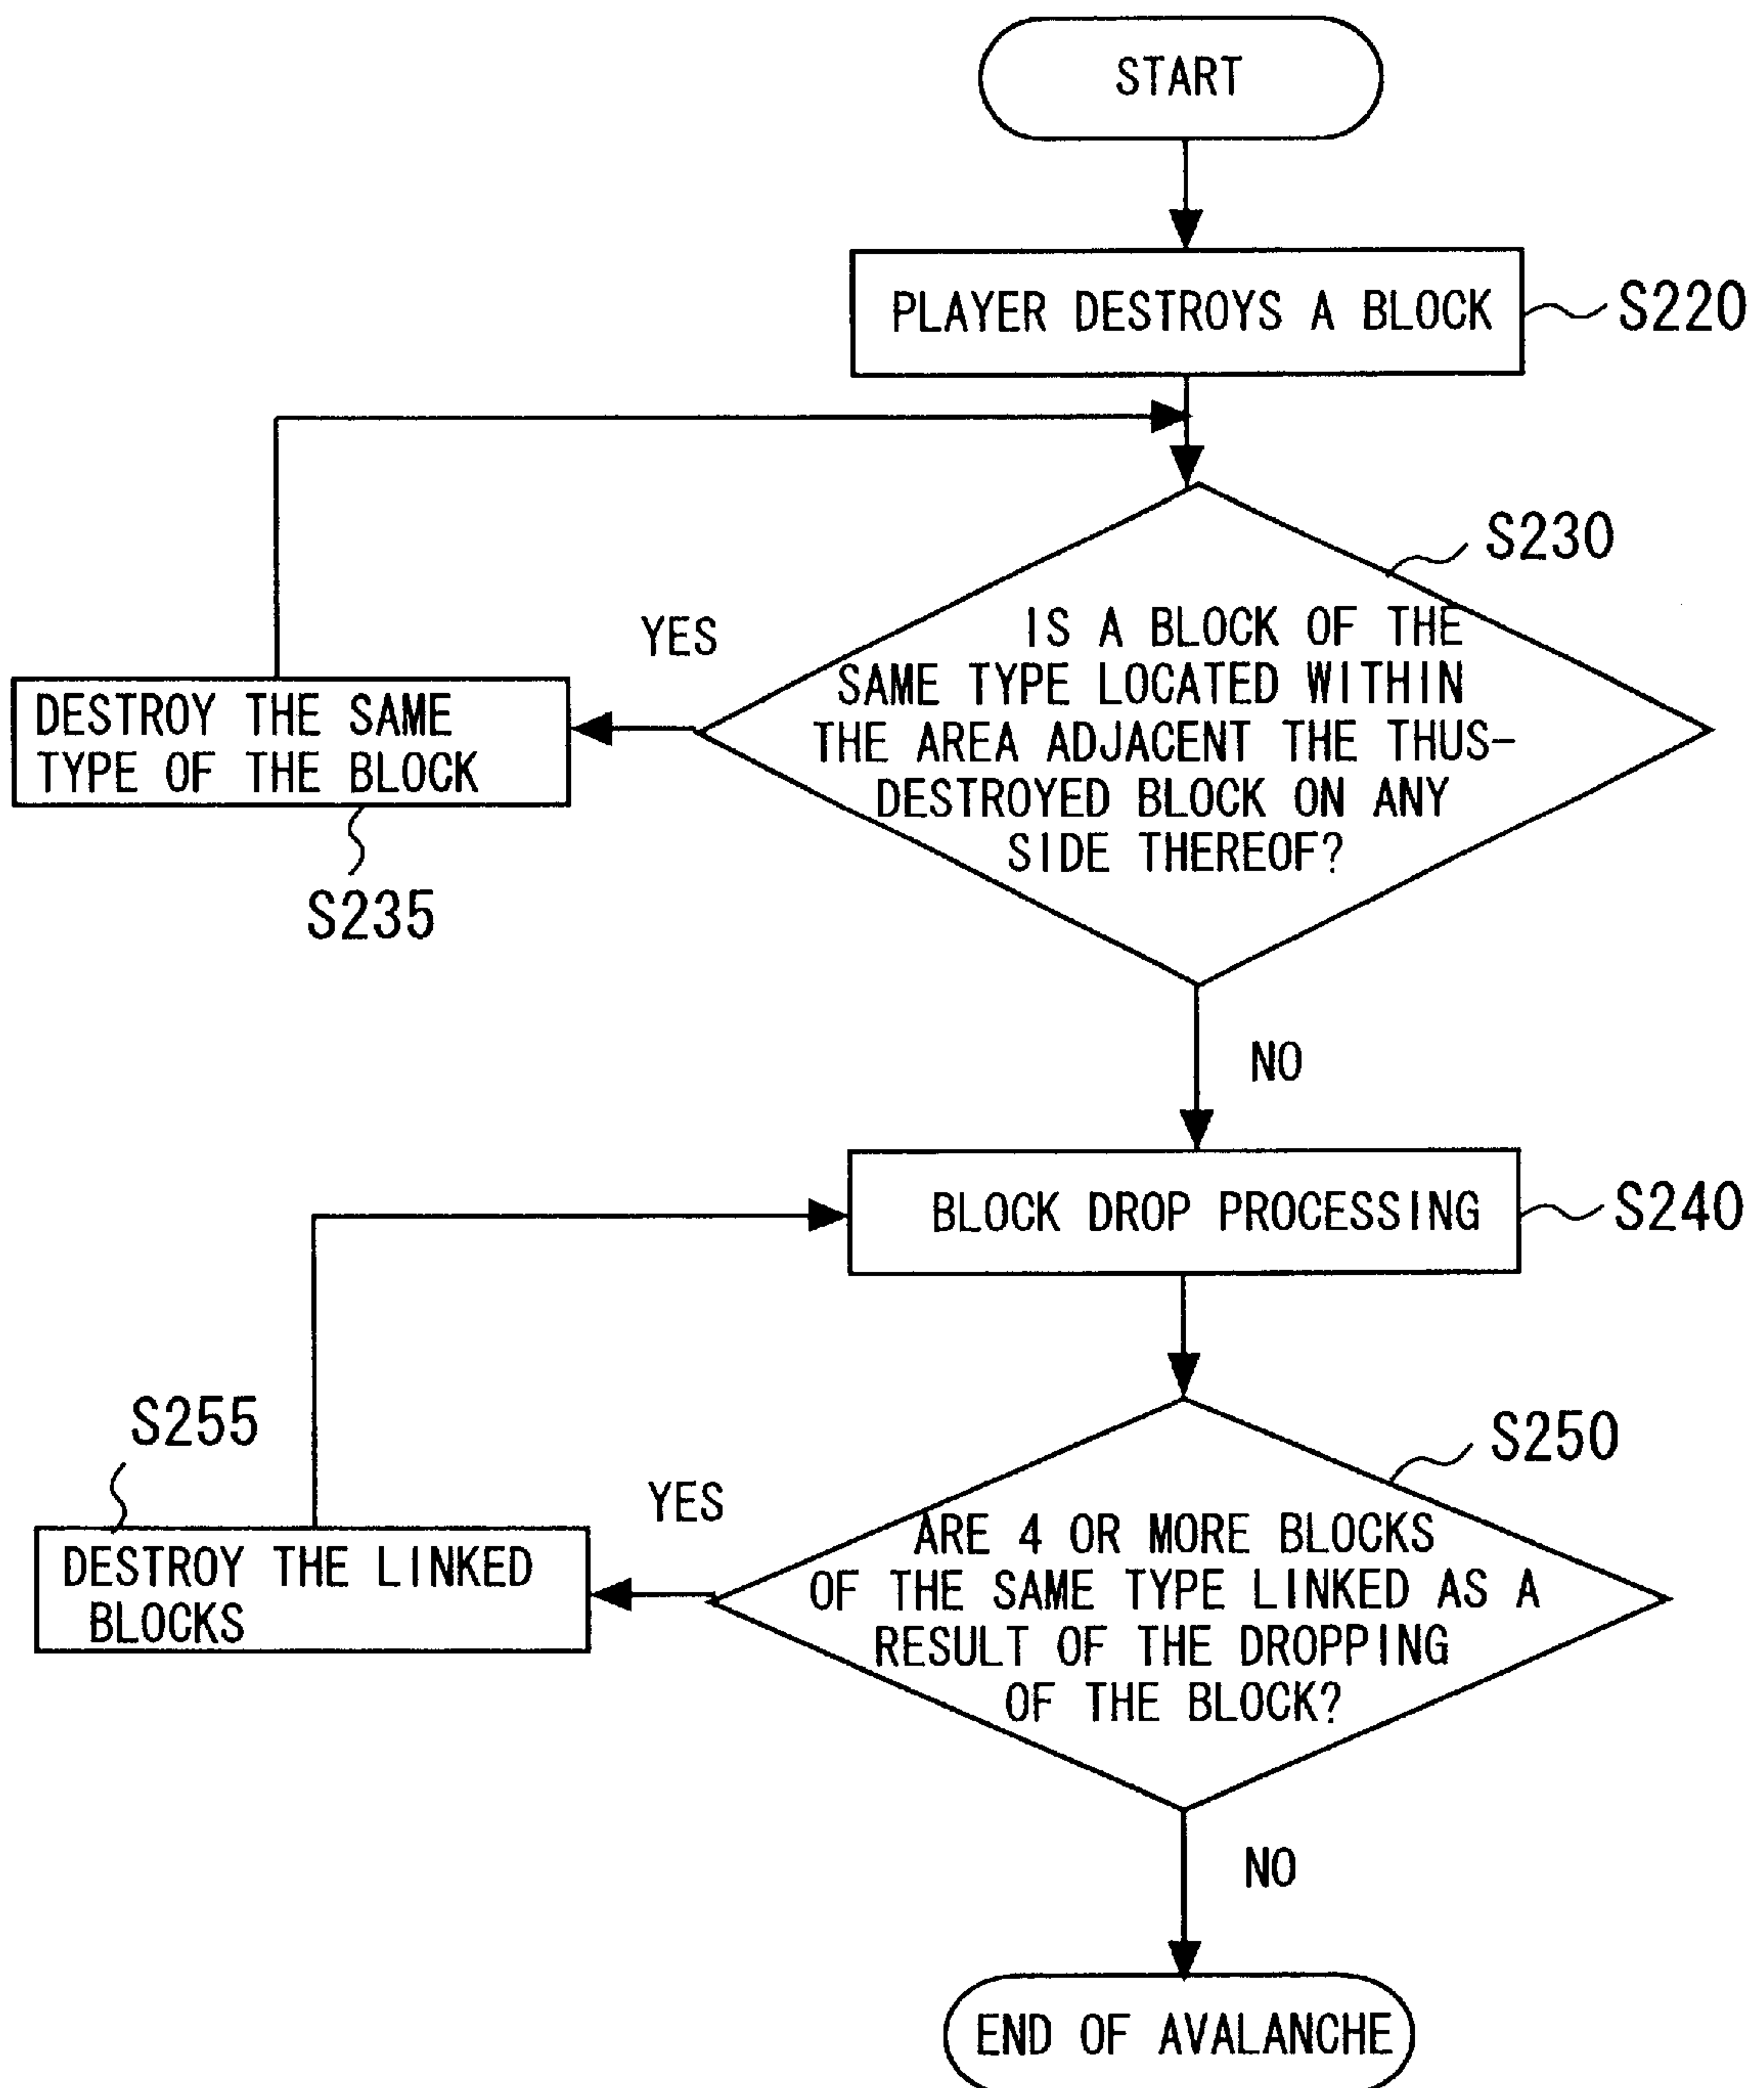 START
PLAYER DESTROYS A BLOCK
S220
S230
YES
IS A BLOCK OF THE
SAME TYPE LOCATED WITHIN
THE AREA ADJACENT THE THUS-
DESTROYED BLOCK ON ANY
SIDE THEREOF?
DESTROY THE SAME
TYPE OF THE BLOCK
S235
NO
BLOCK DROP PROCESSING
S240
S255
S250
YES
ARE 4 OR MORE BLOCKS
OF THE SAME TYPE LINKED AS A
RESULT OF THE DROPPING
OF THE BLOCK?
DESTROY THE LINKED
BLOCKS
NO
END OF AVALANCHE